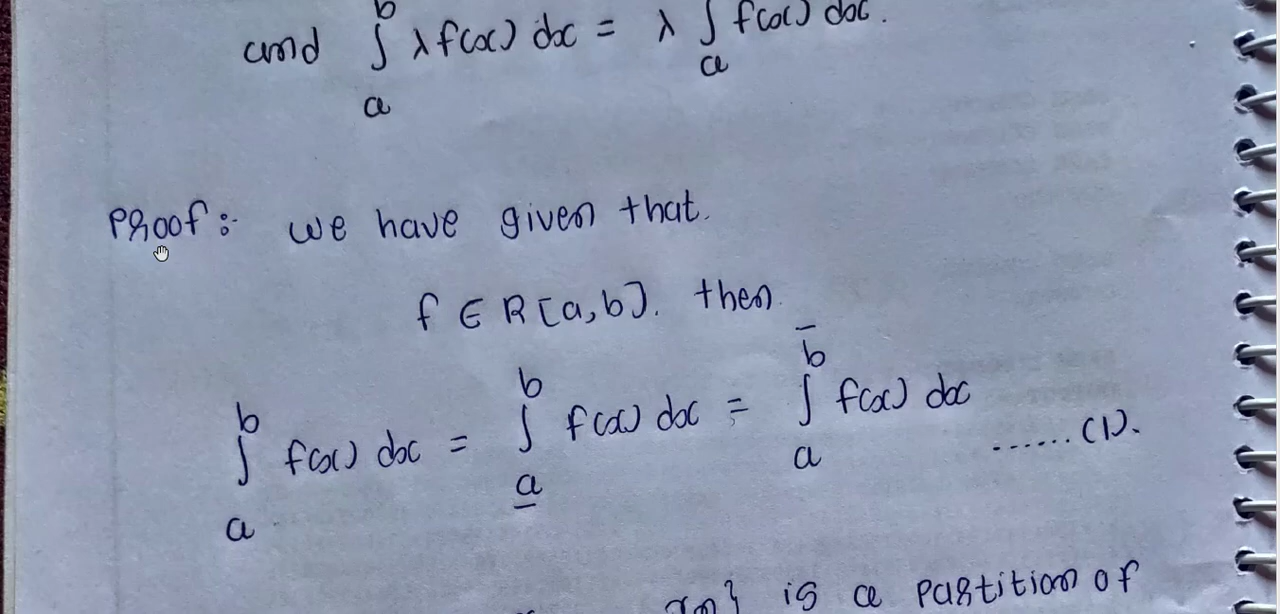 and ∫_a^b λf(x) dx = λ ∫_a f(x) dx.
Proof:- we have given that.
f ∈ R[a,b]. then
∫_a^b f(x) dx = ∫_a̲^b f(x) dx = ∫_a^b̅ f(x) dx ......(1).
xn} is a partition of